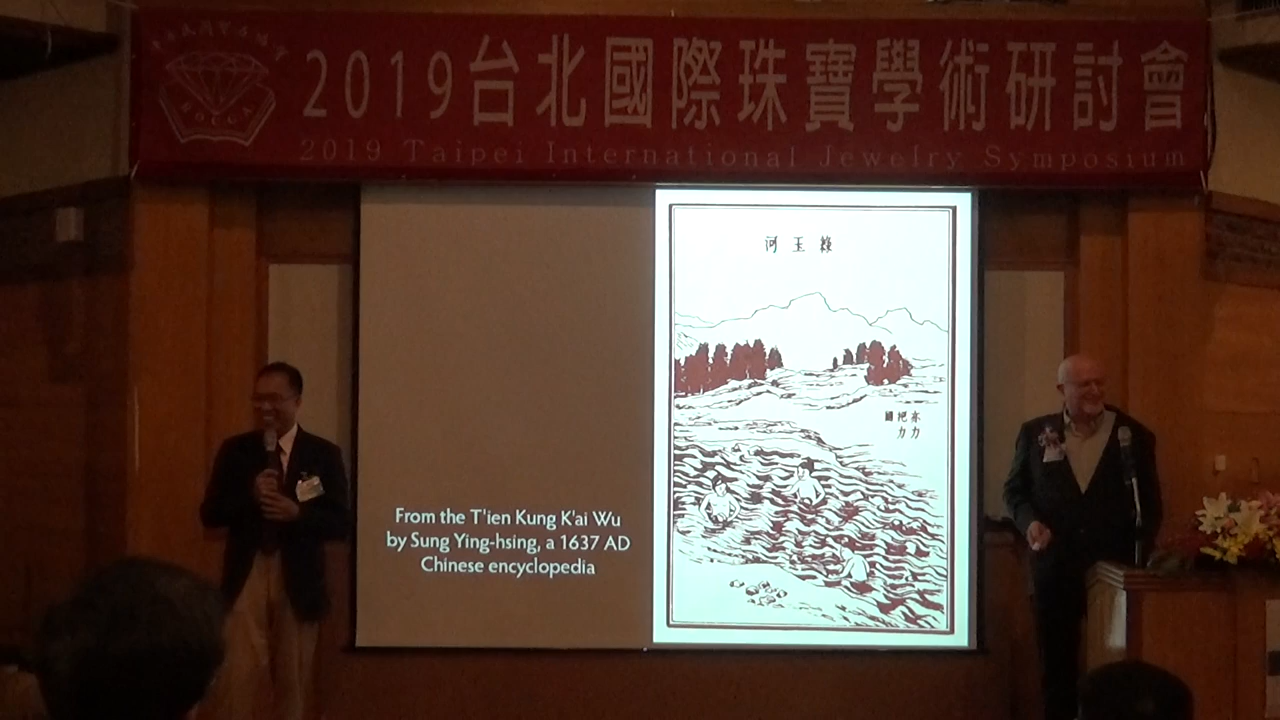 2019台北國際珠寶學術研討會
2019 Taipei International Jewelry Symposium
河玉綠
From the T'ien Kung K'ai Wu
by Sung Ying-hsing, a 1637 AD
Chinese encyclopedia